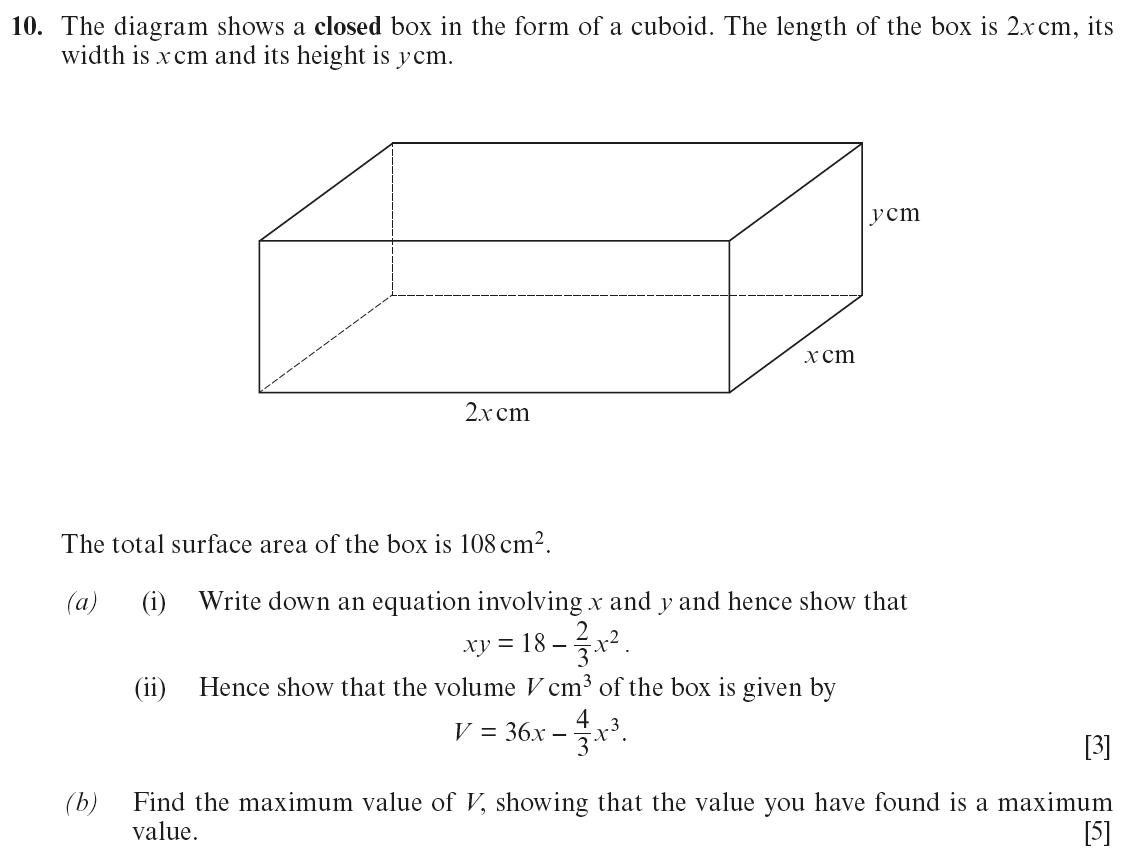 10. The diagram shows a closed box in the form of a cuboid. The length of the box is 2x cm, its
width is x cm and its height is y cm.
y cm
x cm
2x cm
The total surface area of the box is 108 cm².
(a) (i) Write down an equation involving x and y and hence show that
xy = 18 – 2/3 x².
(ii) Hence show that the volume V cm³ of the box is given by
V = 36x – 4/3 x³.
[3]
(b) Find the maximum value of V, showing that the value you have found is a maximum
value. [5]